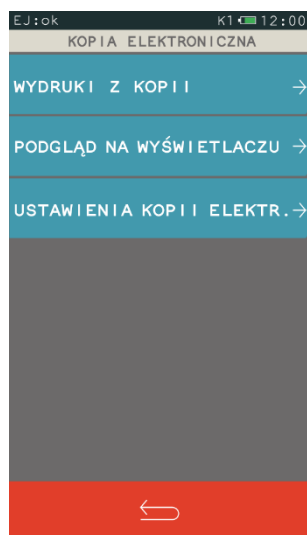 EJ:ok K1 12:00
KOPIA ELEKTRONICZNA
WYDRUKI Z KOPII
PODGLĄD NA WYŚWIETLACZU
USTAWIENIA KOPII ELEKTR.